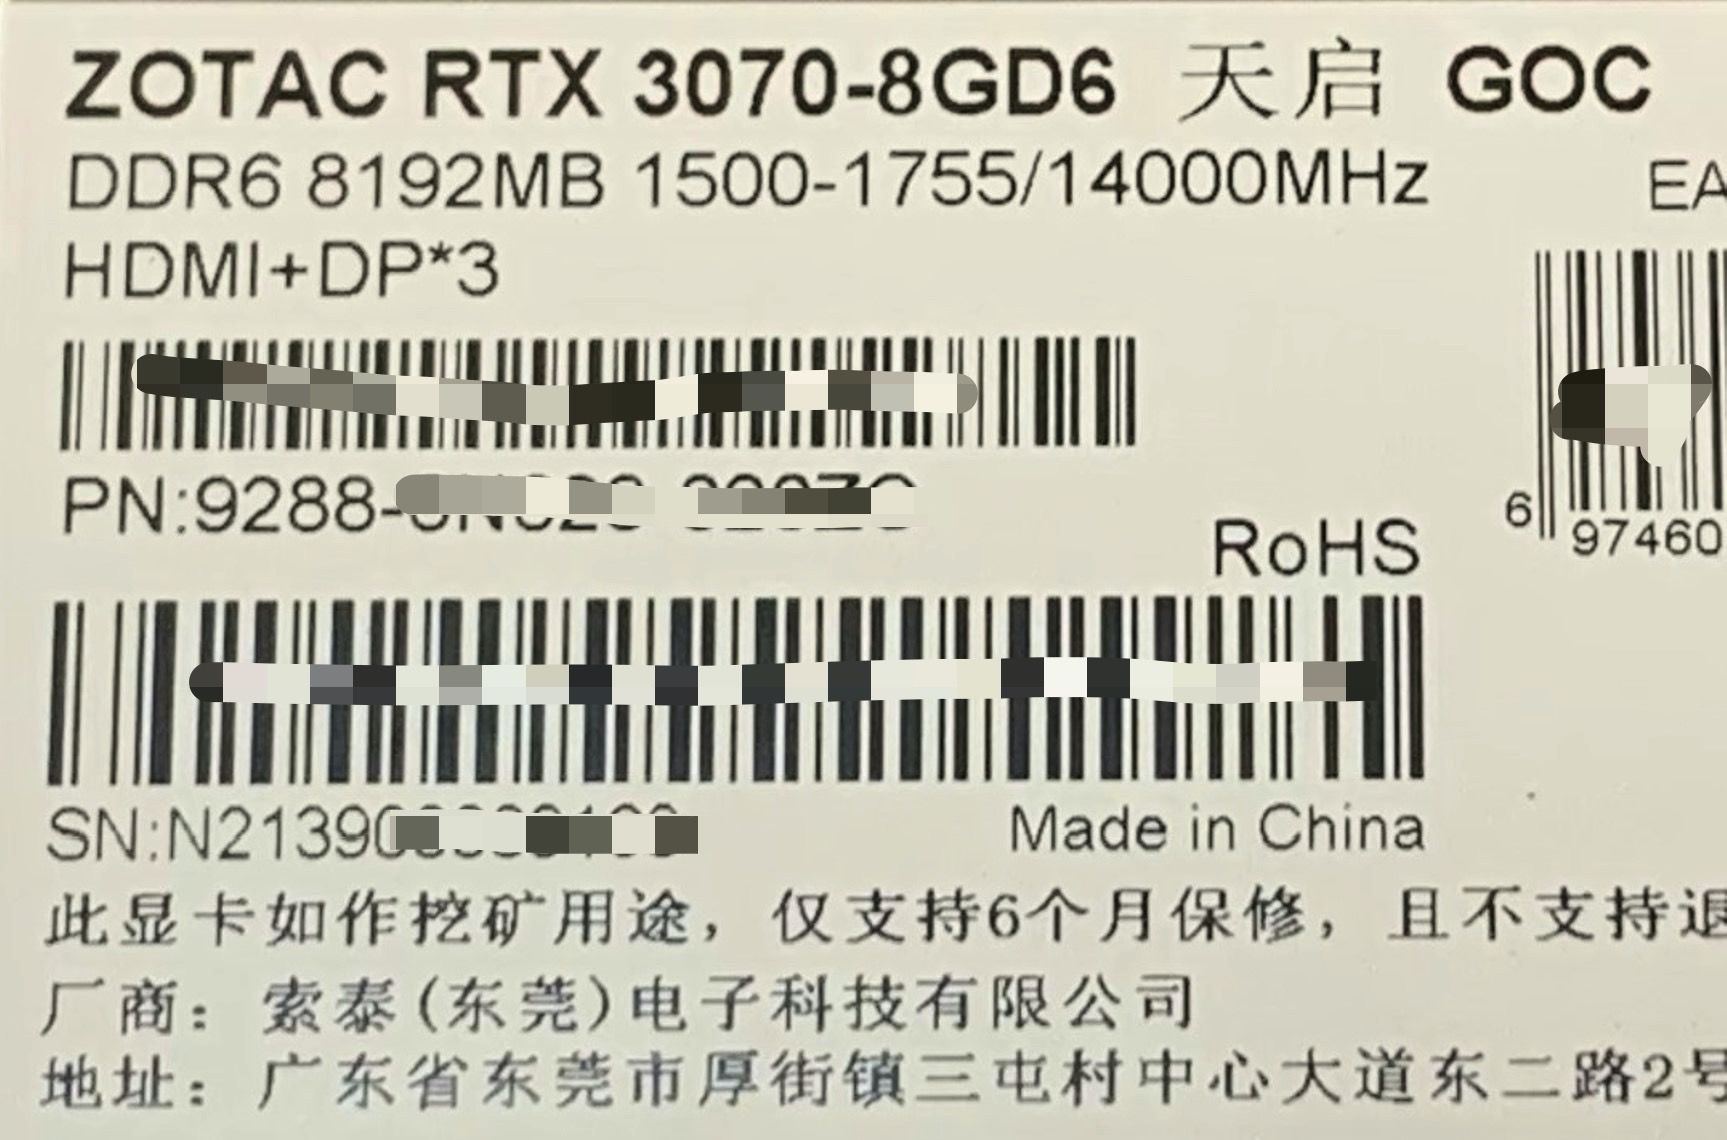 ZOTAC RTX 3070-8GD6 天启 GOC
DDR6 8192MB 1500-1755/14000MHz
EA
HDMI+DP*3
PN:9288-
RoHS
6 97460
SN:N21390
Made in China
此显卡如作挖矿用途，仅支持6个月保修，且不支持退
厂商：索泰(东莞)电子科技有限公司
地址：广东省东莞市厚街镇三屯村中心大道东二路2号